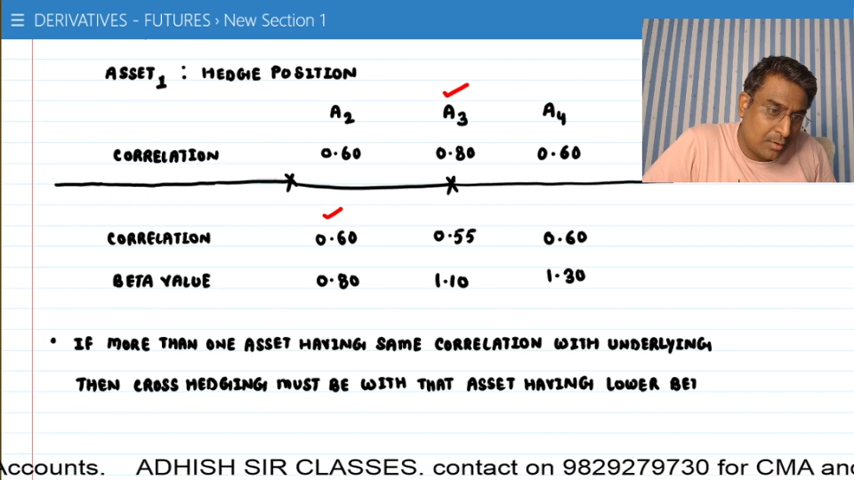 DERIVATIVES - FUTURES › New Section 1
ASSET1 : HEDGE POSITION
A2 A3 A4
CORRELATION 0.60 0.80 0.60
CORRELATION 0.60 0.55 0.60
BETA VALUE 0.80 1.10 1.30
• IF MORE THAN ONE ASSET HAVING SAME CORRELATION WITH UNDERLYING,
THEN CROSS HEDGING MUST BE WITH THAT ASSET HAVING LOWER BET
Accounts. ADHISH SIR CLASSES. contact on 9829279730 for CMA and